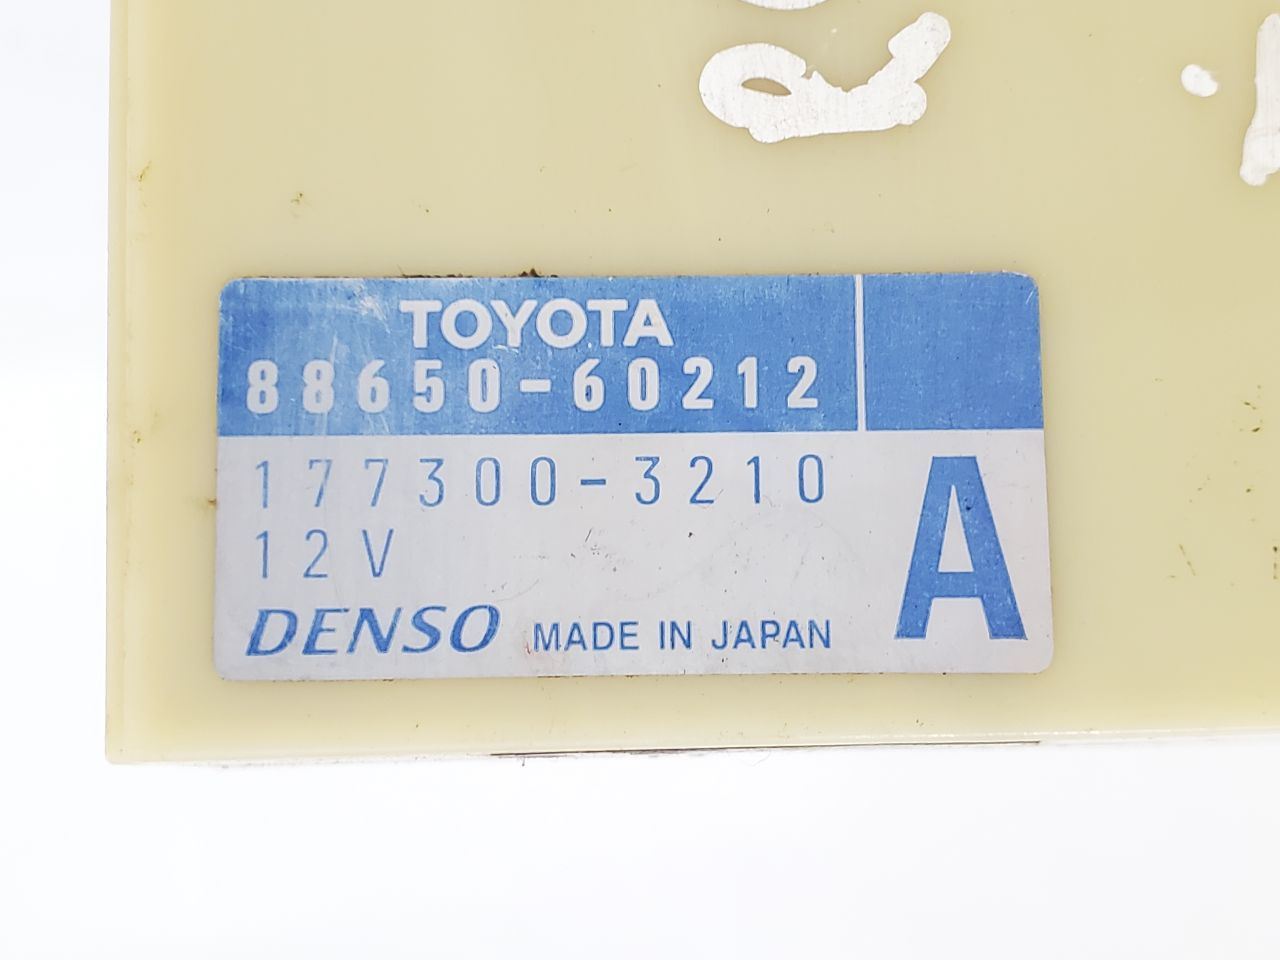 TOYOTA
88650-60212
177300-3210
12V
DENSO MADE IN JAPAN
A